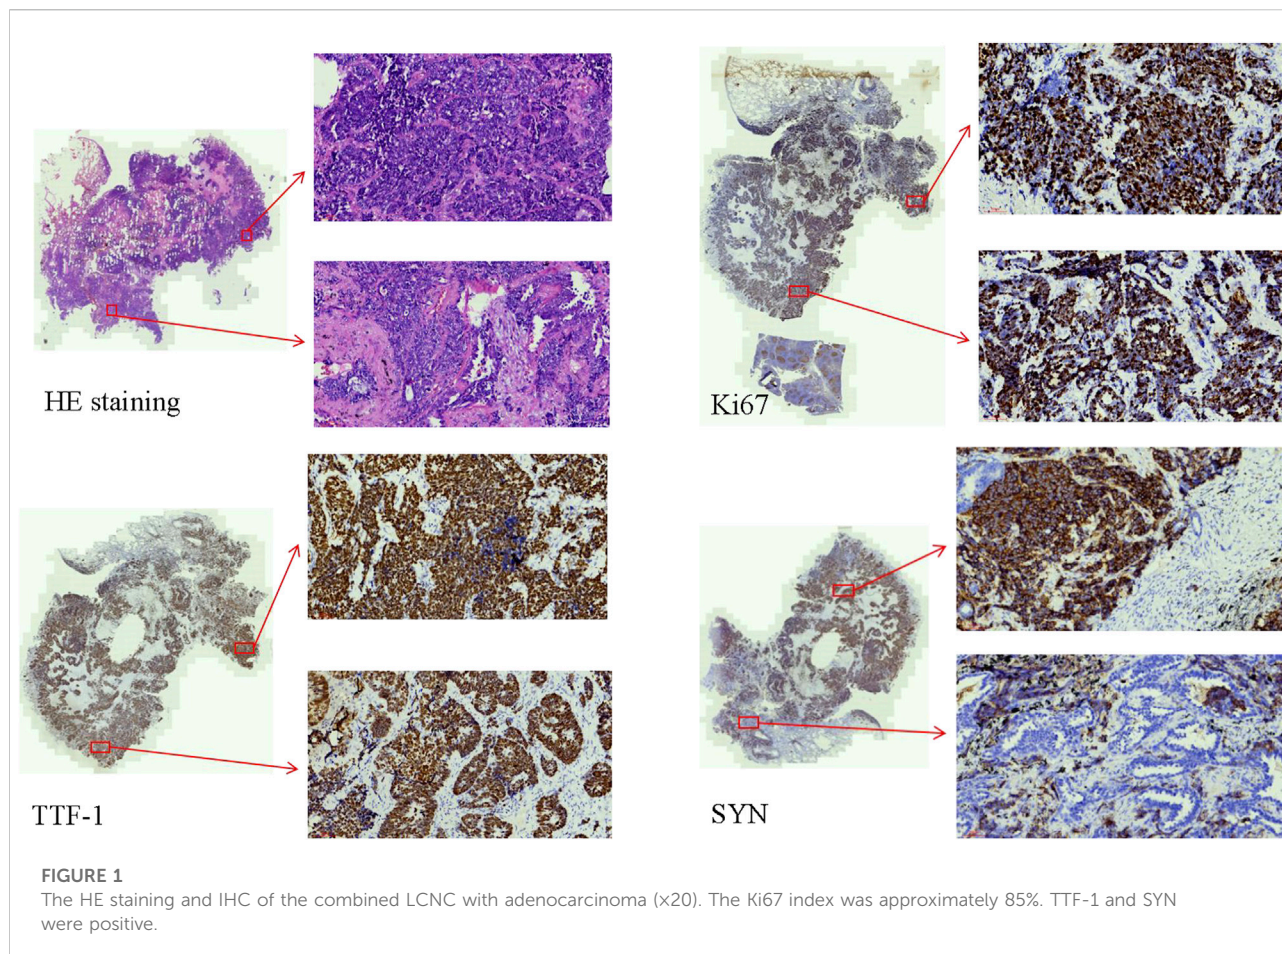 HE staining
Ki67
TTF-1
SYN
FIGURE 1
The HE staining and IHC of the combined LCNC with adenocarcinoma (×20). The Ki67 index was approximately 85%. TTF-1 and SYN
were positive.